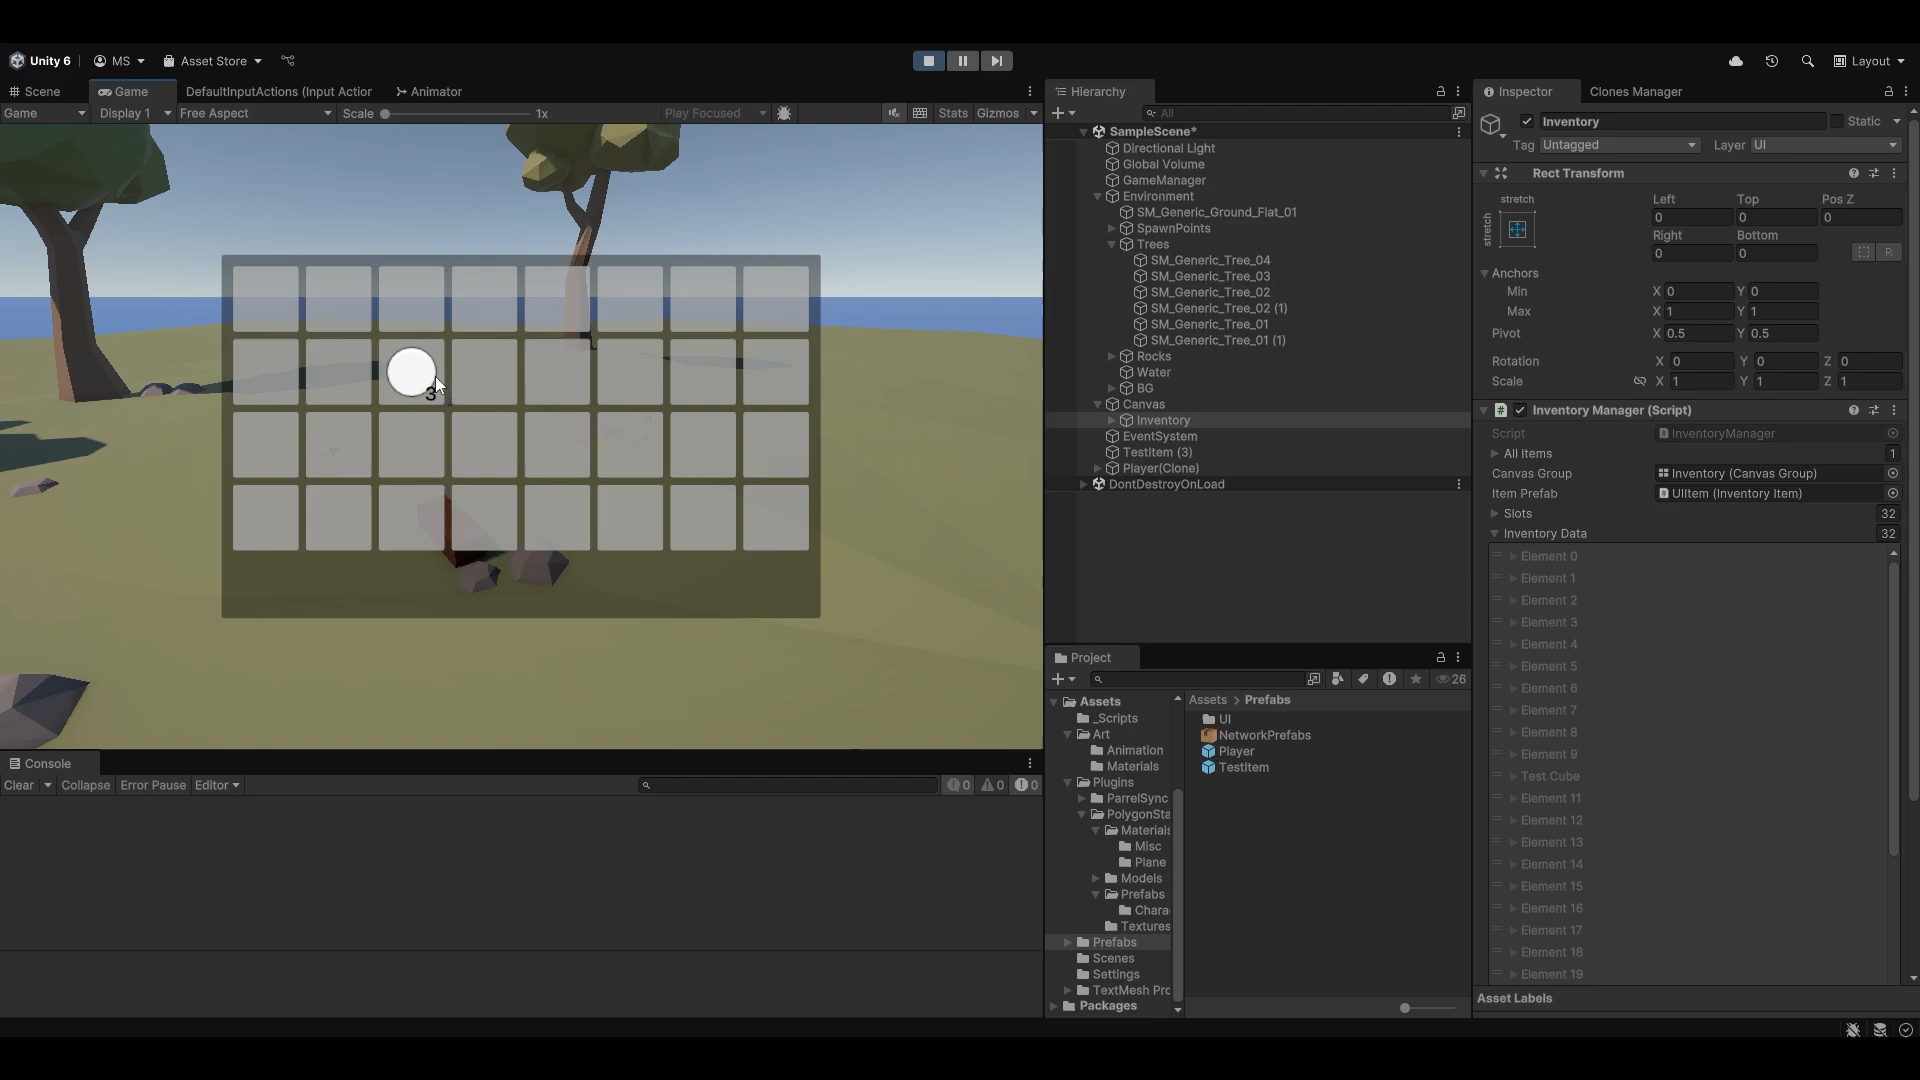 Unity 6
MS
Asset Store
Layout
Scene
Game
DefaultInputActions (Input Action
Animator
Game
Display 1
Free Aspect
Scale
1x
Play Focused
Stats
Gizmos
3
Console
Clear
Collapse
Error Pause
Editor
0
0
0
Hierarchy
All
SampleScene*
Directional Light
Global Volume
GameManager
Environment
SM_Generic_Ground_Flat_01
SpawnPoints
Trees
SM_Generic_Tree_04
SM_Generic_Tree_03
SM_Generic_Tree_02
SM_Generic_Tree_02 (1)
SM_Generic_Tree_01
SM_Generic_Tree_01 (1)
Rocks
Water
BG
Canvas
Inventory
EventSystem
TestItem (3)
Player(Clone)
DontDestroyOnLoad
Project
26
Assets
_Scripts
Art
Animation
Materials
Plugins
ParrelSync
PolygonSta
Materials
Misc
Plane
Models
Prefabs
Chara
Textures
Prefabs
Scenes
Settings
TextMesh Pro
Packages
Assets > Prefabs
UI
NetworkPrefabs
Player
TestItem
Inspector
Clones Manager
Inventory
Static
Tag Untagged
Layer UI
Rect Transform
stretch
stretch
Left Top Pos Z
0 0 0
Right Bottom
0 0
R
Anchors
Min X 0 Y 0
Max X 1 Y 1
Pivot X 0.5 Y 0.5
Rotation X 0 Y 0 Z 0
Scale X 1 Y 1 Z 1
Inventory Manager (Script)
Script InventoryManager
All Items 1
Canvas Group Inventory (Canvas Group)
Item Prefab UIItem (Inventory Item)
Slots 32
Inventory Data 32
Element 0
Element 1
Element 2
Element 3
Element 4
Element 5
Element 6
Element 7
Element 8
Element 9
Test Cube
Element 11
Element 12
Element 13
Element 14
Element 15
Element 16
Element 17
Element 18
Element 19
Asset Labels